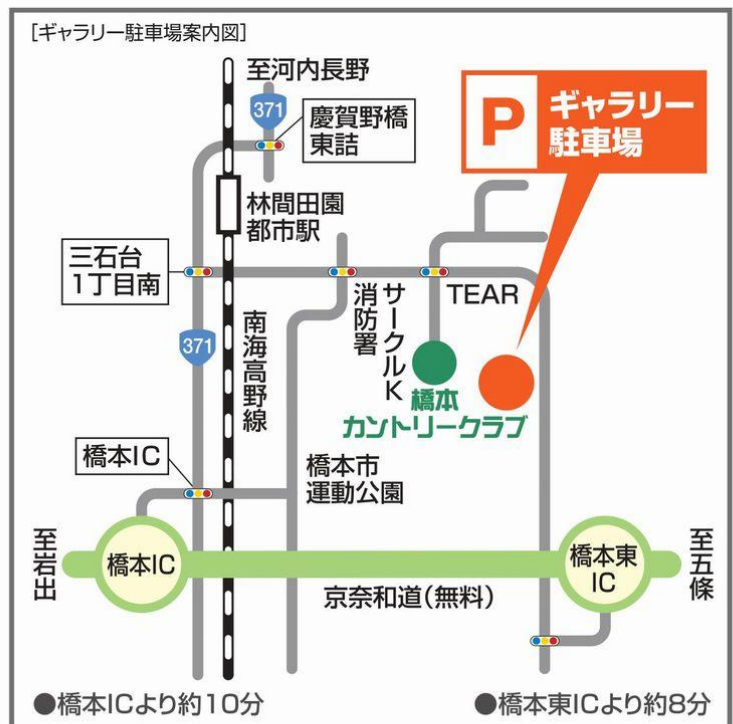 [ギャラリー駐車場案内図]
至河内長野
371
慶賀野橋
東詰
P
ギャラリー
駐車場
林間田園
都市駅
三石台
1丁目南
371
南海高野線
消防署
サークルK
TEAR
橋本
カントリークラブ
橋本IC
橋本市
運動公園
至岩出
橋本IC
京奈和道(無料)
橋本東
IC
至五條
●橋本ICより約10分
●橋本東ICより約8分